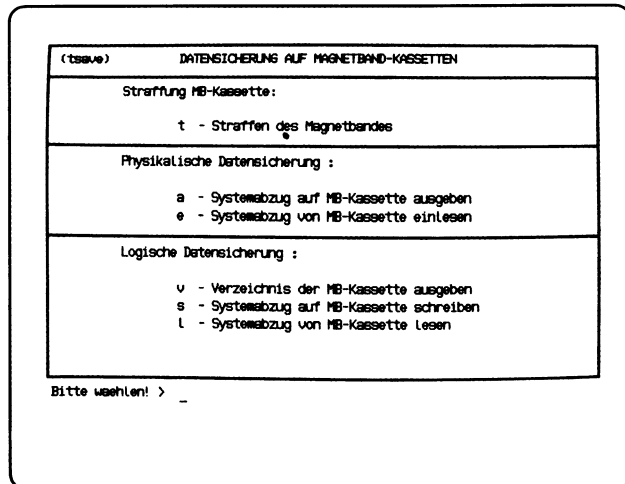 (tsave) DATENSICHERUNG AUF MAGNETBAND-KASSETTEN
Straffung MB-Kassette:
t - Straffen des Magnetbandes
Physikalische Datensicherung :
a - Systemabzug auf MB-Kassette ausgeben
e - Systemabzug von MB-Kassette einlesen
Logische Datensicherung :
v - Verzeichnis der MB-Kassette ausgeben
s - Systemabzug auf MB-Kassette schreiben
l - Systemabzug von MB-Kassette lesen
Bitte waehlen! > _